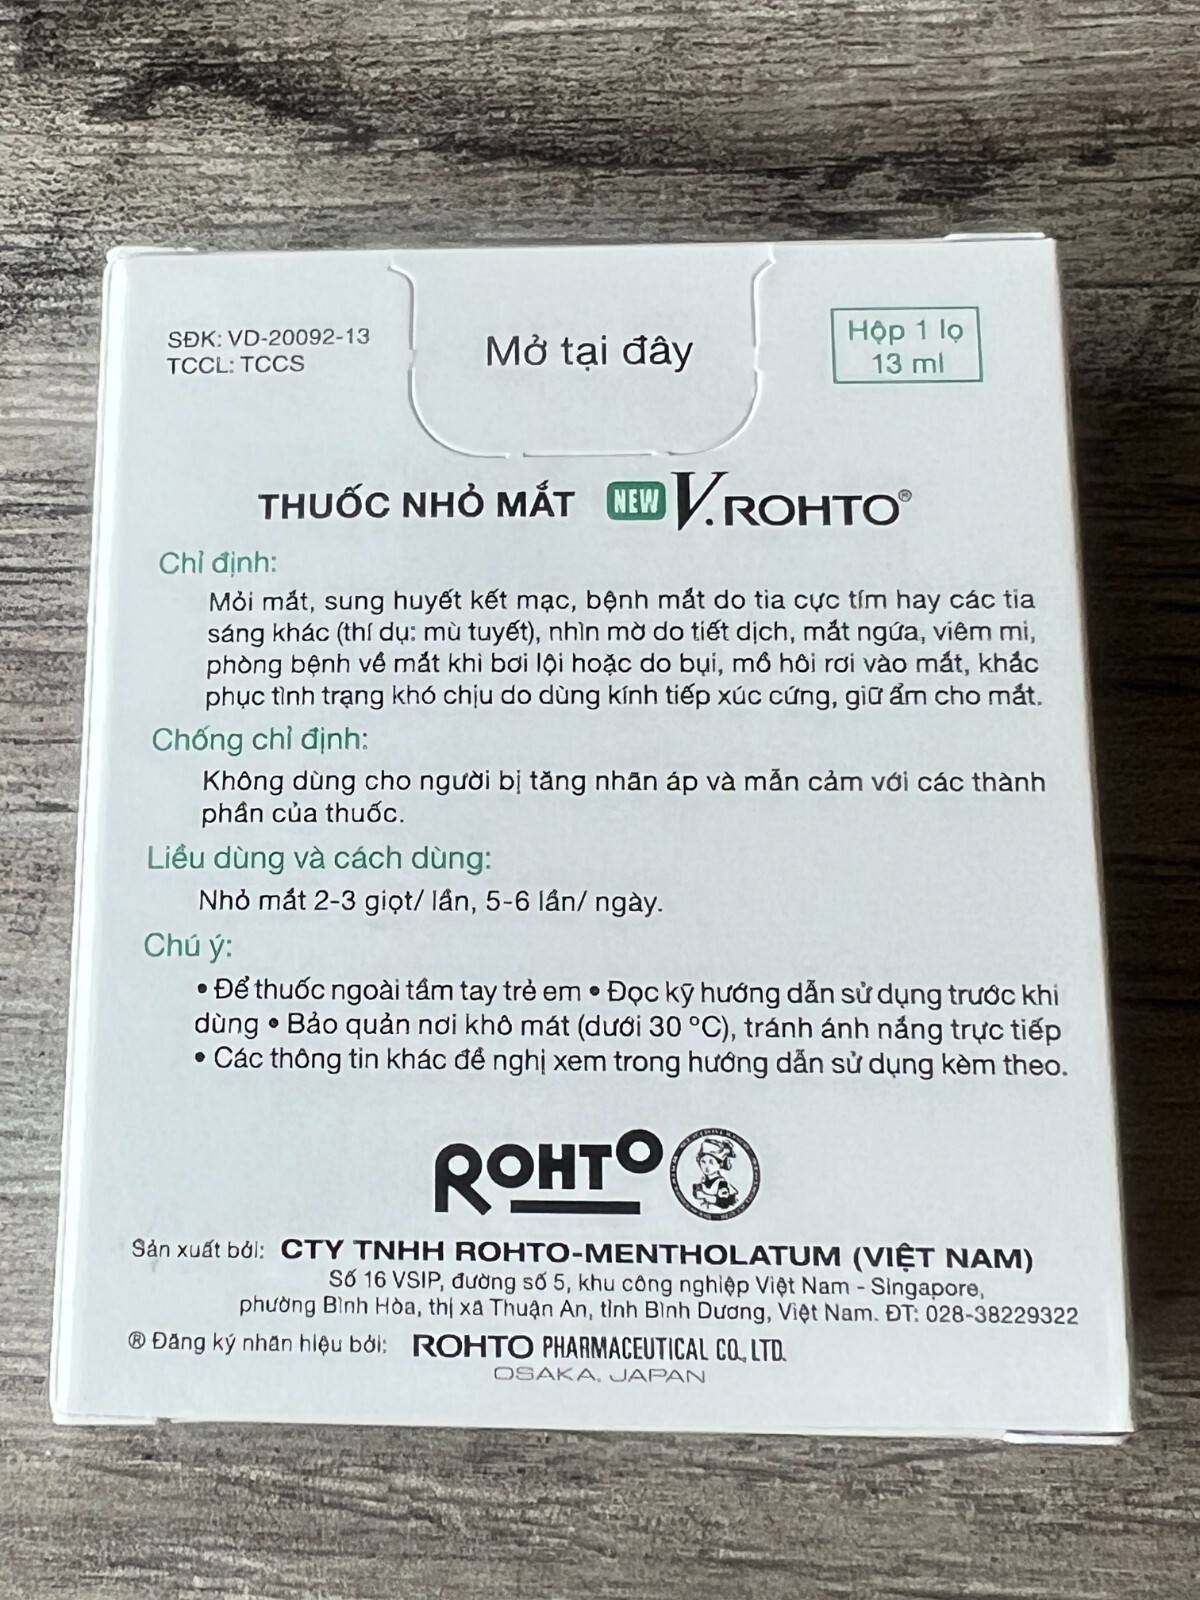 SĐK: VD-20092-13
TCCL: TCCS
Mở tại đây
Hộp 1 lọ
13 ml
THUỐC NHỎ MẮT NEW V.ROHTO®
Chỉ định:
Mỏi mắt, sung huyết kết mạc, bệnh mắt do tia cực tím hay các tia
sáng khác (thí dụ: mù tuyết), nhìn mờ do tiết dịch, mắt ngứa, viêm mi,
phòng bệnh về mắt khi bơi lội hoặc do bụi, mồ hôi rơi vào mắt, khắc
phục tình trạng khó chịu do dùng kính tiếp xúc cứng, giữ ẩm cho mắt.
Chống chỉ định:
Không dùng cho người bị tăng nhãn áp và mẫn cảm với các thành
phần của thuốc.
Liều dùng và cách dùng:
Nhỏ mắt 2-3 giọt/ lần, 5-6 lần/ ngày.
Chú ý:
• Để thuốc ngoài tầm tay trẻ em • Đọc kỹ hướng dẫn sử dụng trước khi
dùng • Bảo quản nơi khô mát (dưới 30 °C), tránh ánh nắng trực tiếp
• Các thông tin khác đề nghị xem trong hướng dẫn sử dụng kèm theo.
ROHTO
Sản xuất bởi: CTY TNHH ROHTO-MENTHOLATUM (VIỆT NAM)
Số 16 VSIP, đường số 5, khu công nghiệp Việt Nam - Singapore,
phường Bình Hòa, thị xã Thuận An, tỉnh Bình Dương, Việt Nam. ĐT: 028-38229322
® Đăng ký nhãn hiệu bởi: ROHTO PHARMACEUTICAL CO., LTD.
OSAKA, JAPAN